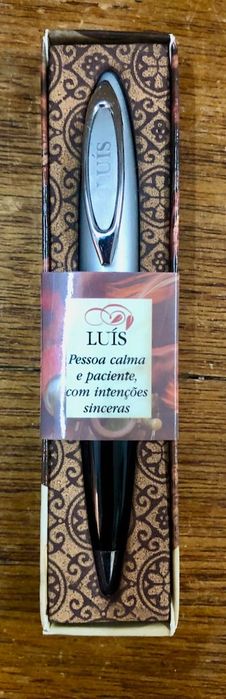 LUÍS
LUÍS
Pessoa calma
e paciente,
com intenções
sinceras